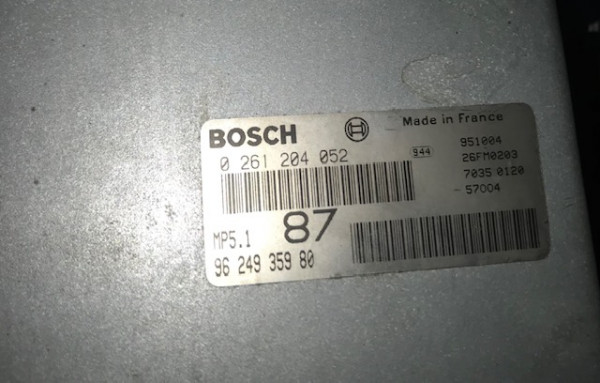 BOSCH
Made in France
0 261 204 052
944
951004
26FM0203
7035 0120
57004
MP5.1
87
96 249 359 80